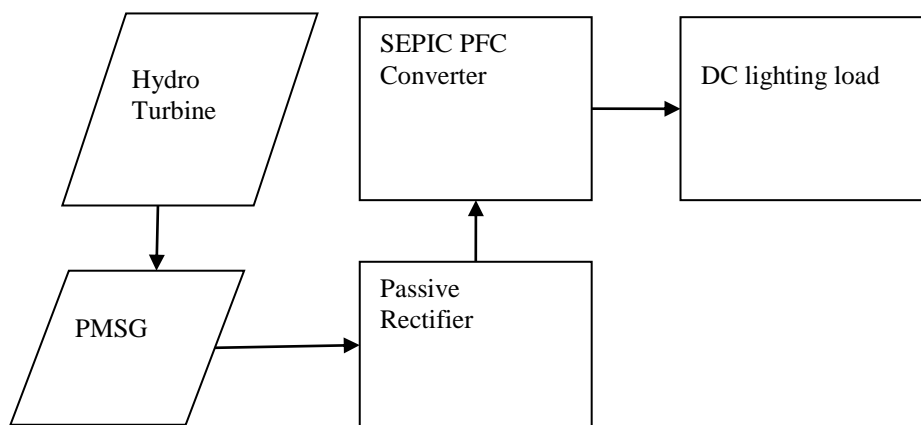 Hydro
Turbine
PMSG
Passive
Rectifier
SEPIC PFC
Converter
DC lighting load